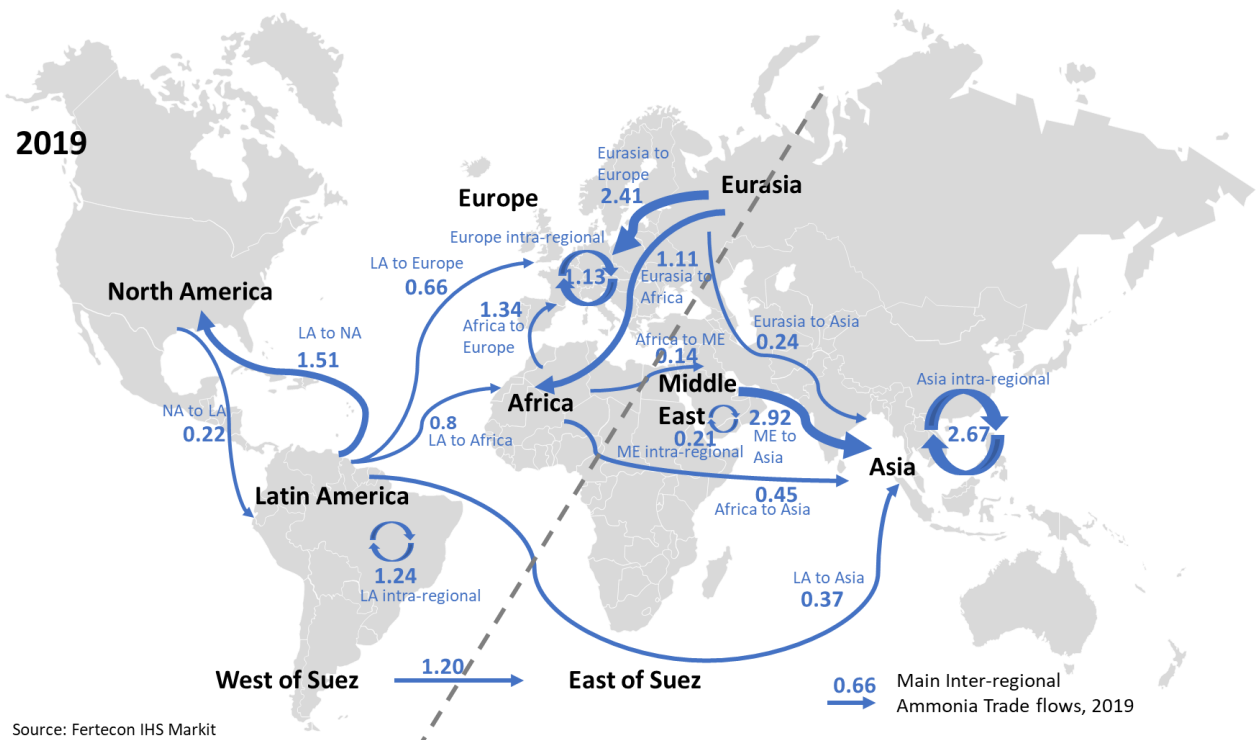 2019
Eurasia to
Europe
2.41
Eurasia
Europe
Europe intra-regional
1.13
1.11
Eurasia to
Africa
LA to Europe
0.66
North America
1.34
Africa to
Europe
LA to NA
1.51
Africa to ME
0.14
Eurasia to Asia
0.24
Middle
East
0.21
ME intra-regional
2.92
ME to
Asia
Asia intra-regional
2.67
Africa
NA to LA
0.22
0.8
LA to Africa
Asia
0.45
Africa to Asia
Latin America
1.24
LA intra-regional
LA to Asia
0.37
West of Suez
1.20
East of Suez
0.66
Main Inter-regional
Ammonia Trade flows, 2019
Source: Fertecon IHS Markit